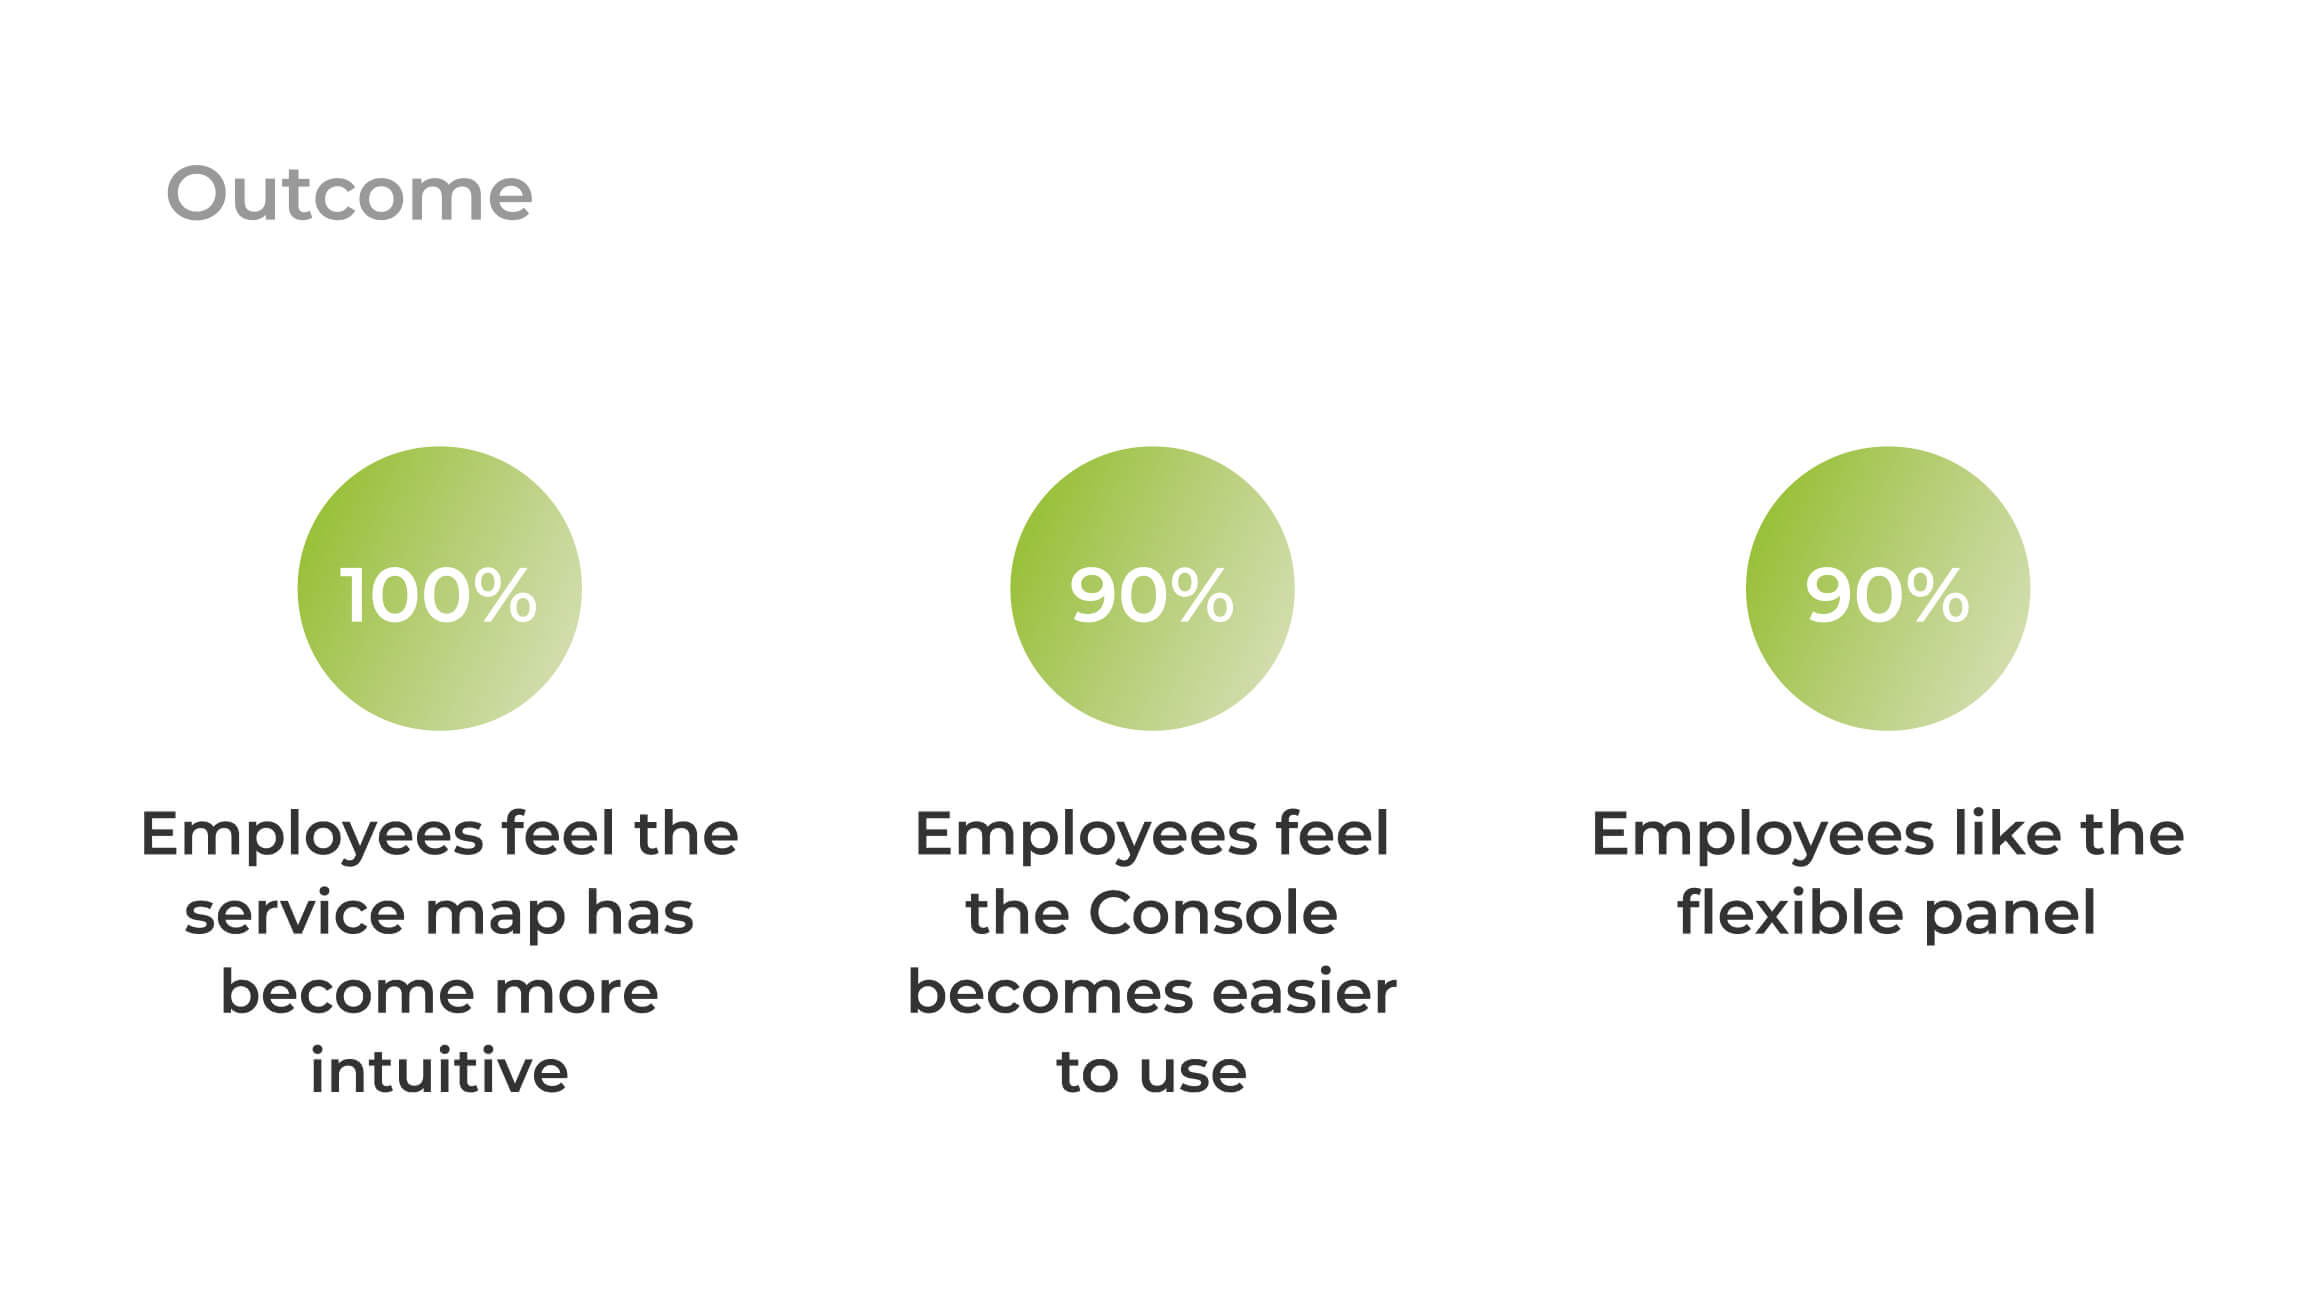 Outcome
100%
Employees feel the
service map has
become more
intuitive
90%
Employees feel
the Console
becomes easier
to use
90%
Employees like the
flexible panel